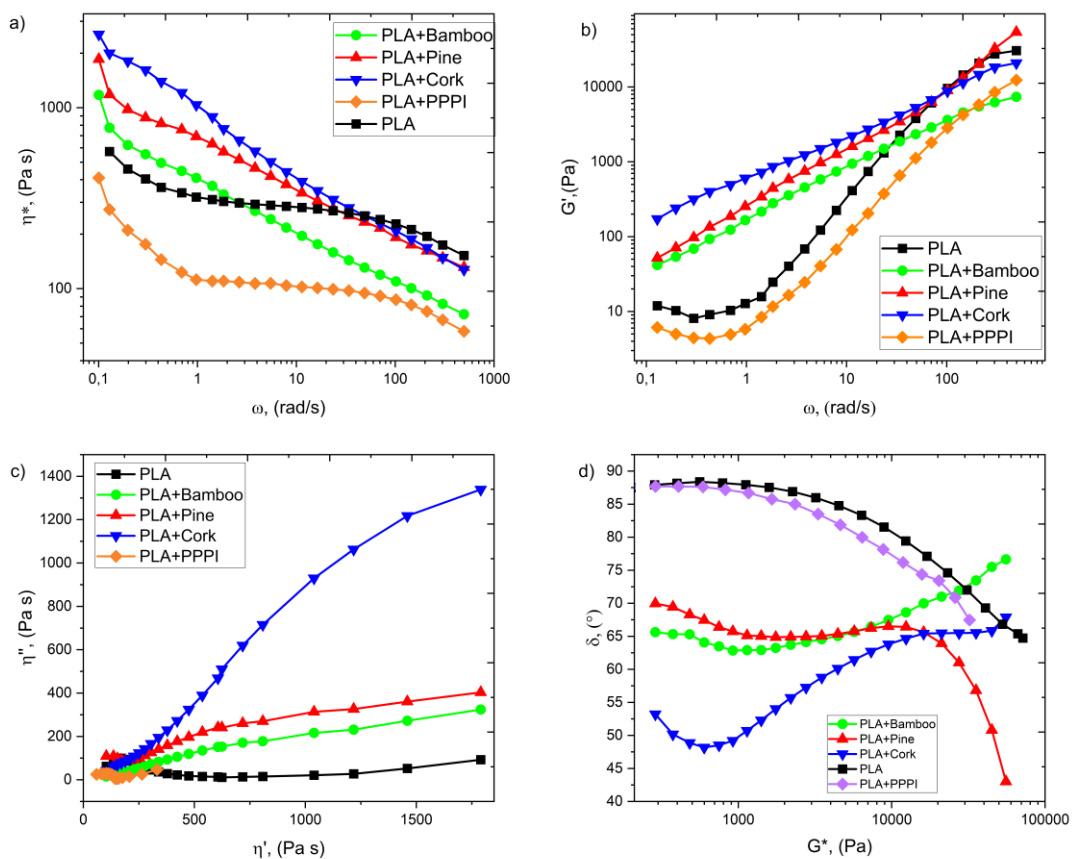 a)
PLA+Bamboo
PLA+Pine
PLA+Cork
PLA+PPPI
PLA
1000
100
η*, (Pa s)
0,1
1
10
100
1000
ω, (rad/s)
b)
10000
1000
100
10
G',(Pa)
PLA
PLA+Bamboo
PLA+Pine
PLA+Cork
PLA+PPPI
0,1
1
10
100
ω, (rad/s)
c)
PLA
PLA+Bamboo
PLA+Pine
PLA+Cork
PLA+PPPI
1400
1200
1000
800
600
400
200
0
η'', (Pa s)
0
500
1000
1500
η', (Pa s)
d)
90
85
80
75
70
65
60
55
50
45
40
δ, (°)
PLA+Bamboo
PLA+Pine
PLA+Cork
PLA
PLA+PPPI
1000
10000
100000
G*, (Pa)